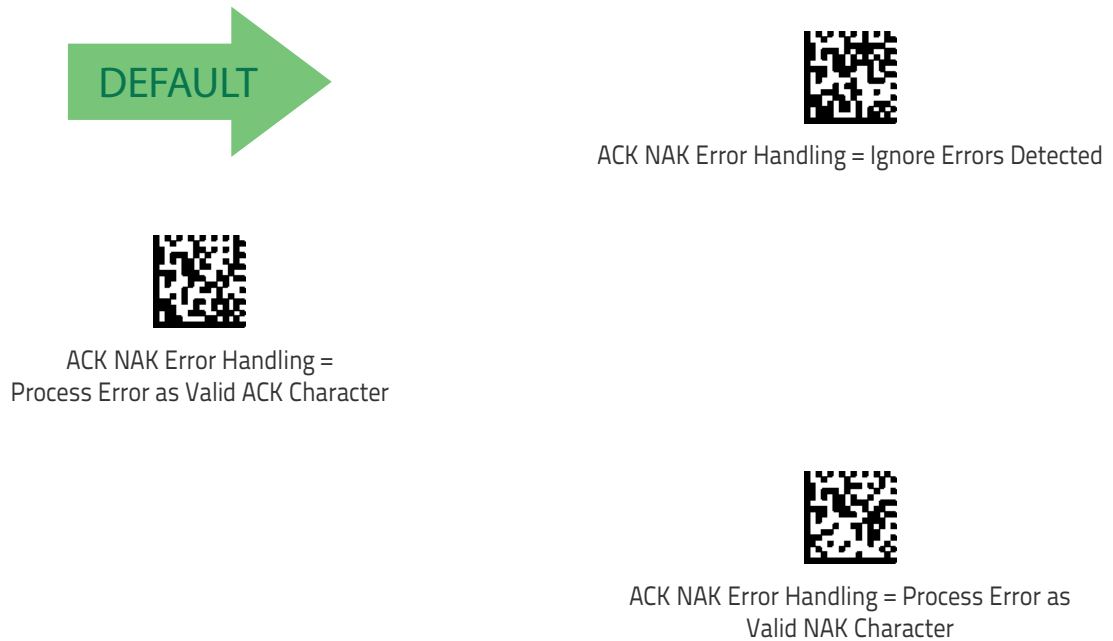 DEFAULT
ACK NAK Error Handling = Ignore Errors Detected
ACK NAK Error Handling =
Process Error as Valid ACK Character
ACK NAK Error Handling = Process Error as
Valid NAK Character